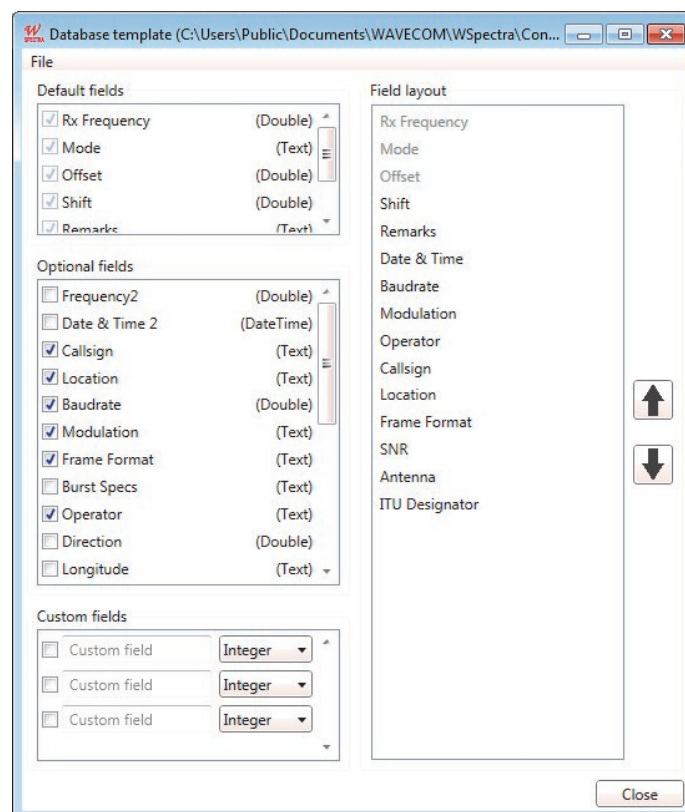 WAVECOM SPECTRA Database template (C:\Users\Public\Documents\WAVECOM\WSpectra\Con...
File
Default fields
Rx Frequency (Double)
Mode (Text)
Offset (Double)
Shift (Double)
Remarks (Text)
Optional fields
Frequency2 (Double)
Date & Time 2 (DateTime)
Callsign (Text)
Location (Text)
Baudrate (Double)
Modulation (Text)
Frame Format (Text)
Burst Specs (Text)
Operator (Text)
Direction (Double)
Longitude (Text)
Custom fields
Custom field Integer
Custom field Integer
Custom field Integer
Field layout
Rx Frequency
Mode
Offset
Shift
Remarks
Date & Time
Baudrate
Modulation
Operator
Callsign
Location
Frame Format
SNR
Antenna
ITU Designator
Close